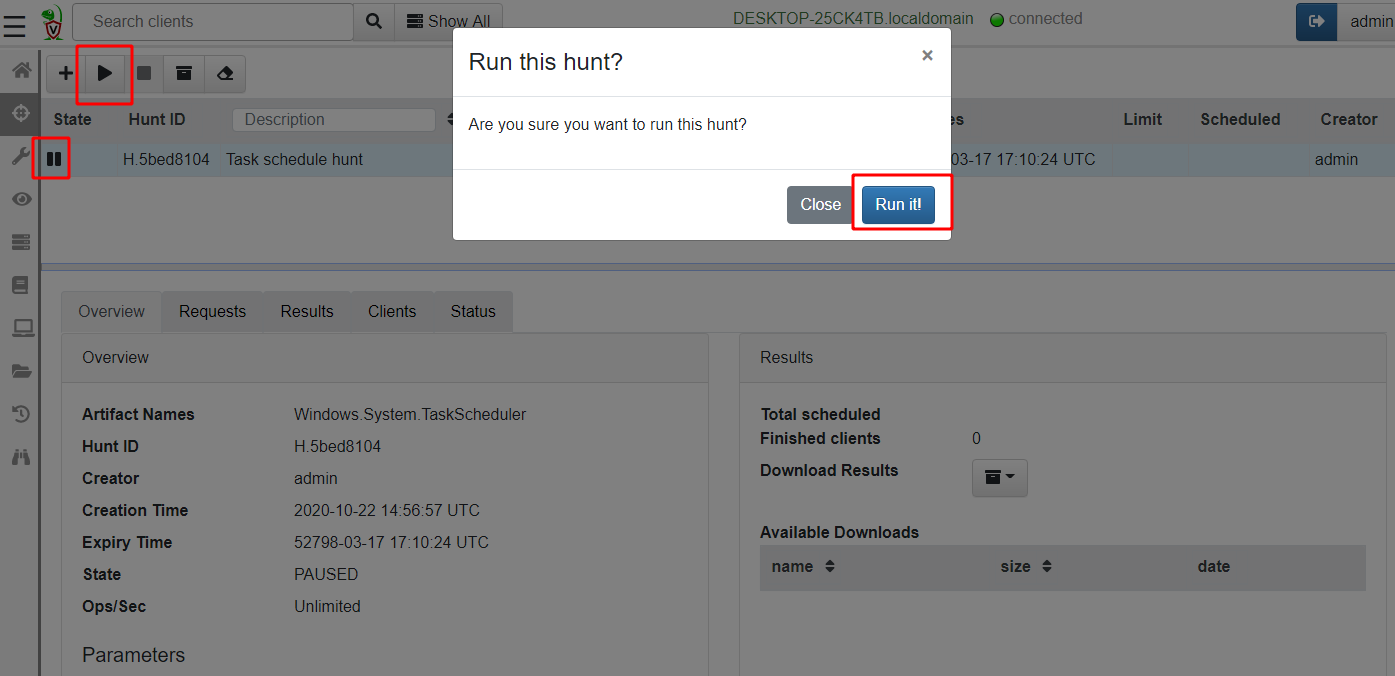 Search clients
Show All
DESKTOP-25CK4TB.localdomain
connected
admin
Run this hunt?
×
Are you sure you want to run this hunt?
Close
Run it!
State Hunt ID Description Limit Scheduled Creator
H.5bed8104 Task schedule hunt 03-17 17:10:24 UTC admin
Overview Requests Results Clients Status
Overview
Artifact Names Windows.System.TaskScheduler
Hunt ID H.5bed8104
Creator admin
Creation Time 2020-10-22 14:56:57 UTC
Expiry Time 52798-03-17 17:10:24 UTC
State PAUSED
Ops/Sec Unlimited
Parameters
Results
Total scheduled
Finished clients 0
Download Results
Available Downloads
name size date